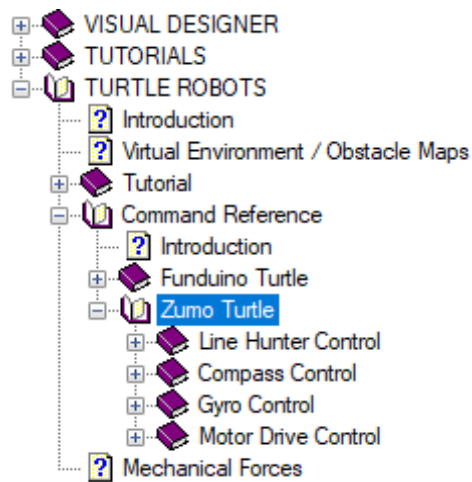 VISUAL DESIGNER
TUTORIALS
TURTLE ROBOTS
Introduction
Virtual Environment / Obstacle Maps
Tutorial
Command Reference
Introduction
Funduino Turtle
Zumo Turtle
Line Hunter Control
Compass Control
Gyro Control
Motor Drive Control
Mechanical Forces